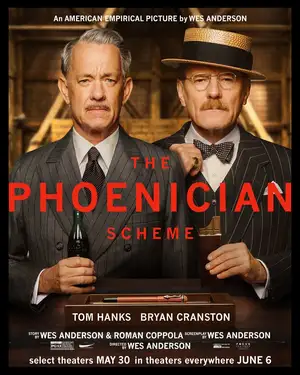 An AMERICAN EMPIRICAL PICTURE by WES ANDERSON
THE
PHOENICIAN
SCHEME
TOM HANKS BRYAN CRANSTON
STORY BY WES ANDERSON & ROMAN COPPOLA SCREENPLAY BY WES ANDERSON
DIRECTED BY WES ANDERSON
FOCUS
select theaters MAY 30 in theaters everywhere JUNE 6